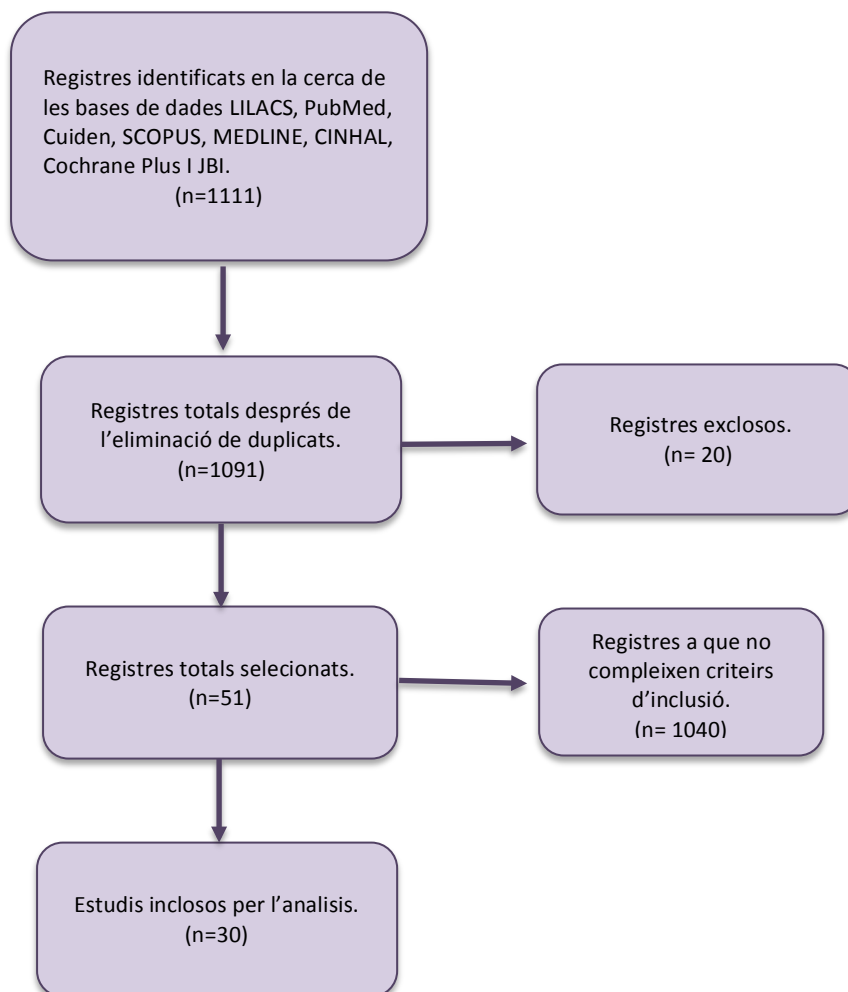 Registres identificats en la cerca de
les bases de dades LILACS, PubMed,
Cuiden, SCOPUS, MEDLINE, CINHAL,
Cochrane Plus I JBI.
(n=1111)
Registres totals després de
l’eliminació de duplicats.
(n=1091)
Registres exclosos.
(n= 20)
Registres totals selecionats.
(n=51)
Registres a que no
compleixen criteirs
d’inclusió.
(n= 1040)
Estudis inclosos per l’analisis.
(n=30)